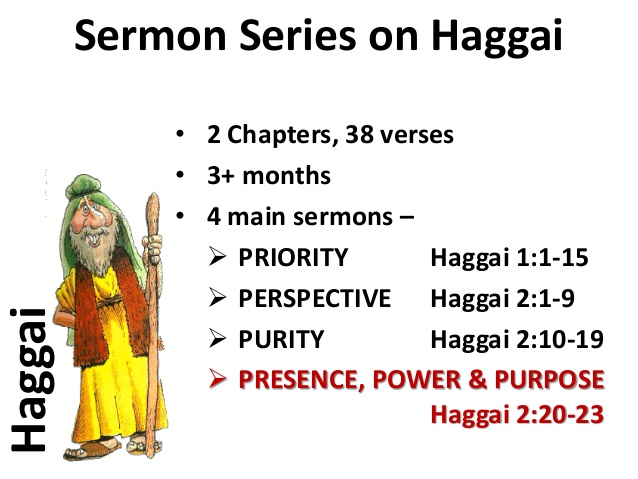 Sermon Series on Haggai
• 2 Chapters, 38 verses
• 3+ months
• 4 main sermons –
➢ PRIORITY Haggai 1:1-15
➢ PERSPECTIVE Haggai 2:1-9
➢ PURITY Haggai 2:10-19
➢ PRESENCE, POWER & PURPOSE
Haggai 2:20-23
Haggai